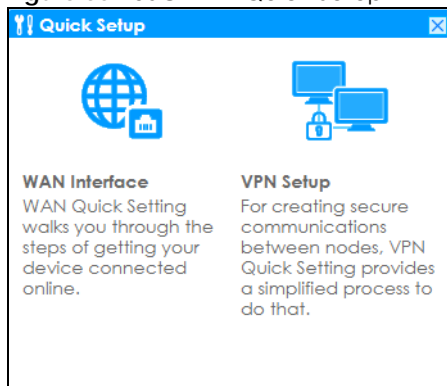 Quick Setup
WAN Interface
WAN Quick Setting
walks you through the
steps of getting your
device connected
online.
VPN Setup
For creating secure
communications
between nodes, VPN
Quick Setting provides
a simplified process to
do that.